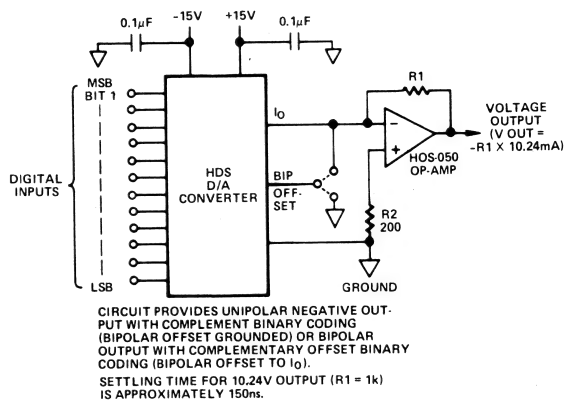 0.1µF -15V +15V 0.1µF
MSB
BIT 1
DIGITAL
INPUTS
LSB
HDS
D/A
CONVERTER
IO
BIP
OFF-
SET
R1
-
+
HOS-050
OP-AMP
VOLTAGE
OUTPUT
(V OUT =
-R1 X 10.24mA)
R2
200
GROUND
CIRCUIT PROVIDES UNIPOLAR NEGATIVE OUT-
PUT WITH COMPLEMENT BINARY CODING
(BIPOLAR OFFSET GROUNDED) OR BIPOLAR
OUTPUT WITH COMPLEMENTARY OFFSET BINARY
CODING (BIPOLAR OFFSET TO IO).
SETTLING TIME FOR 10.24V OUTPUT (R1 = 1k)
IS APPROXIMATELY 150ns.